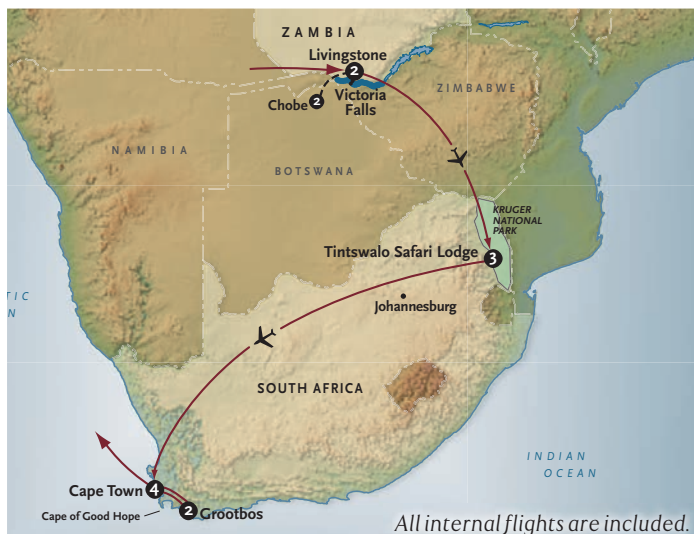 ZAMBIA
Livingstone
2
Victoria
Falls
Chobe
2
ZIMBABWE
NAMIBIA
BOTSWANA
KRUGER
NATIONAL
PARK
Tintswalo Safari Lodge
3
TIC
N
Johannesburg
SOUTH AFRICA
INDIAN
OCEAN
Cape Town
4
Cape of Good Hope
2
Grootbos
All internal flights are included.